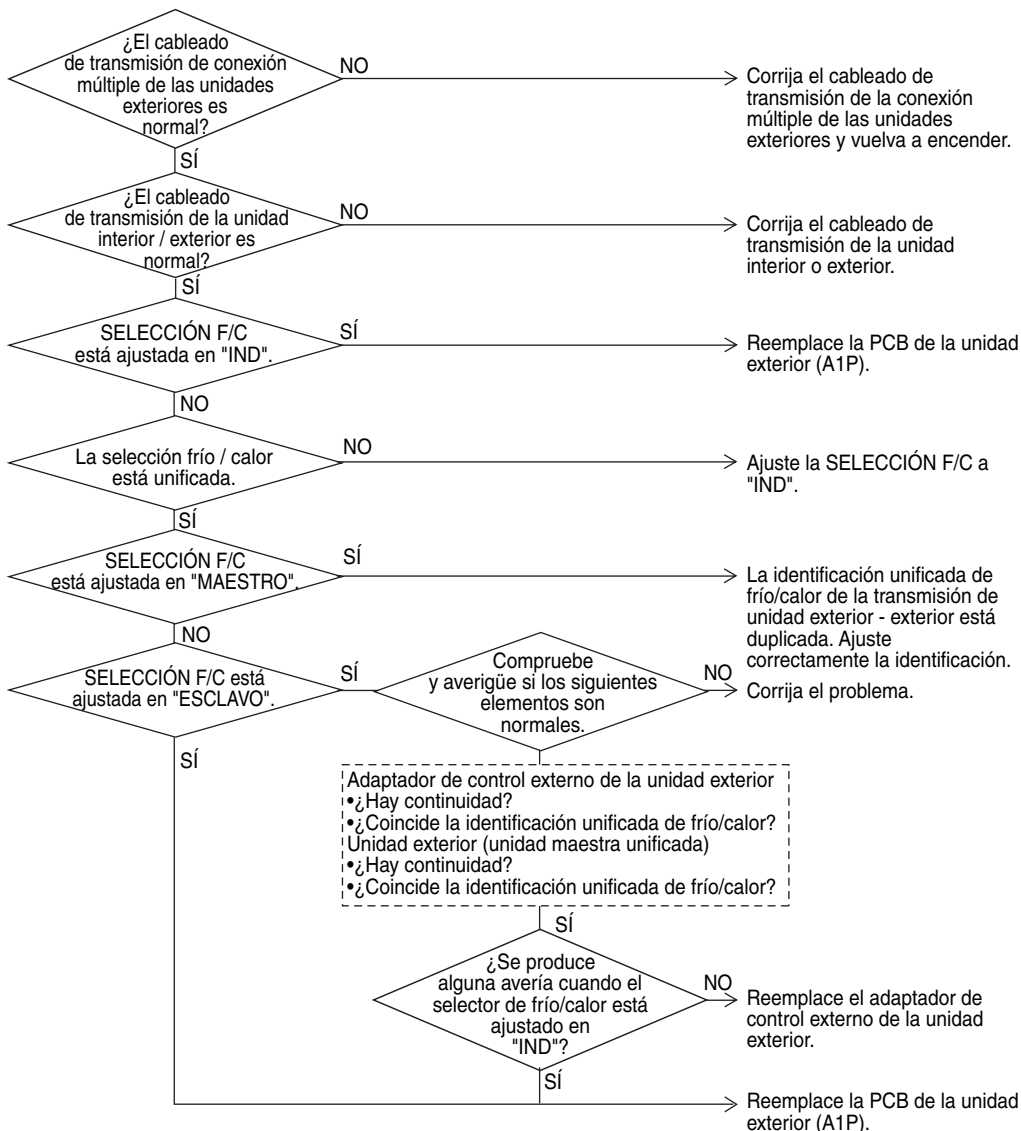 ¿El cableado
de transmisión de conexión
múltiple de las unidades
exteriores es
normal?
NO
Corrija el cableado de
transmisión de la conexión
múltiple de las unidades
exteriores y vuelva a encender.
SÍ
¿El cableado
de transmisión de la unidad
interior / exterior es
normal?
NO
Corrija el cableado de
transmisión de la unidad
interior o exterior.
SÍ
SELECCIÓN F/C
está ajustada en "IND".
SÍ
Reemplace la PCB de la unidad
exterior (A1P).
NO
La selección frío / calor
está unificada.
NO
Ajuste la SELECCIÓN F/C a
"IND".
SÍ
SELECCIÓN F/C
está ajustada en "MAESTRO".
SÍ
La identificación unificada de
frío/calor de la transmisión de
unidad exterior - exterior está
duplicada. Ajuste
correctamente la identificación.
NO
SELECCIÓN F/C está
ajustada en "ESCLAVO".
SÍ
Compruebe
y averigüe si los siguientes
elementos son
normales.
NO
Corrija el problema.
SÍ
Adaptador de control externo de la unidad exterior
•¿Hay continuidad?
•¿Coincide la identificación unificada de frío/calor?
Unidad exterior (unidad maestra unificada)
•¿Hay continuidad?
•¿Coincide la identificación unificada de frío/calor?
SÍ
¿Se produce
alguna avería cuando el
selector de frío/calor está
ajustado en
"IND"?
NO
Reemplace el adaptador de
control externo de la unidad
exterior.
SÍ
Reemplace la PCB de la unidad
exterior (A1P).